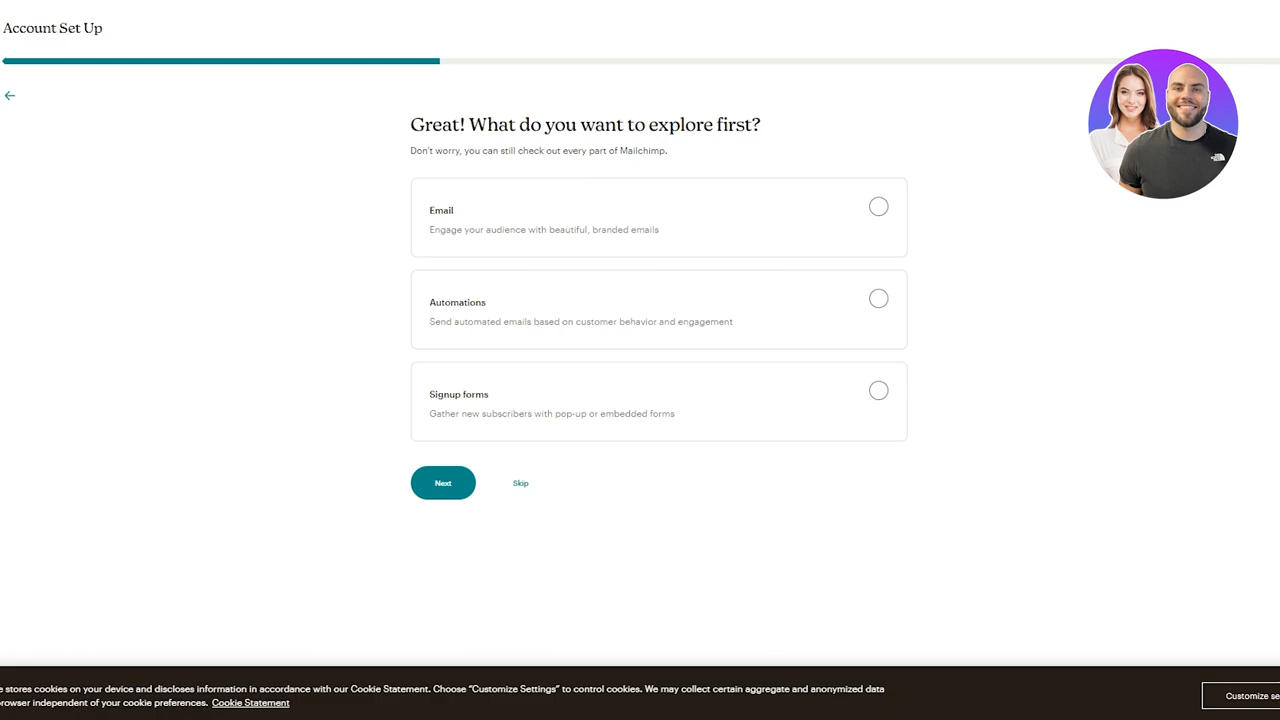 Account Set Up
Great! What do you want to explore first?
Don't worry, you can still check out every part of Mailchimp.
Email
Engage your audience with beautiful, branded emails
Automations
Send automated emails based on customer behavior and engagement
Signup forms
Gather new subscribers with pop-up or embedded forms
Next Skip
e stores cookies on your device and discloses information in accordance with our Cookie Statement. Choose "Customize Settings" to control cookies. We may collect certain aggregate and anonymized data
rowser independent of your cookie preferences. Cookie Statement
Customize se